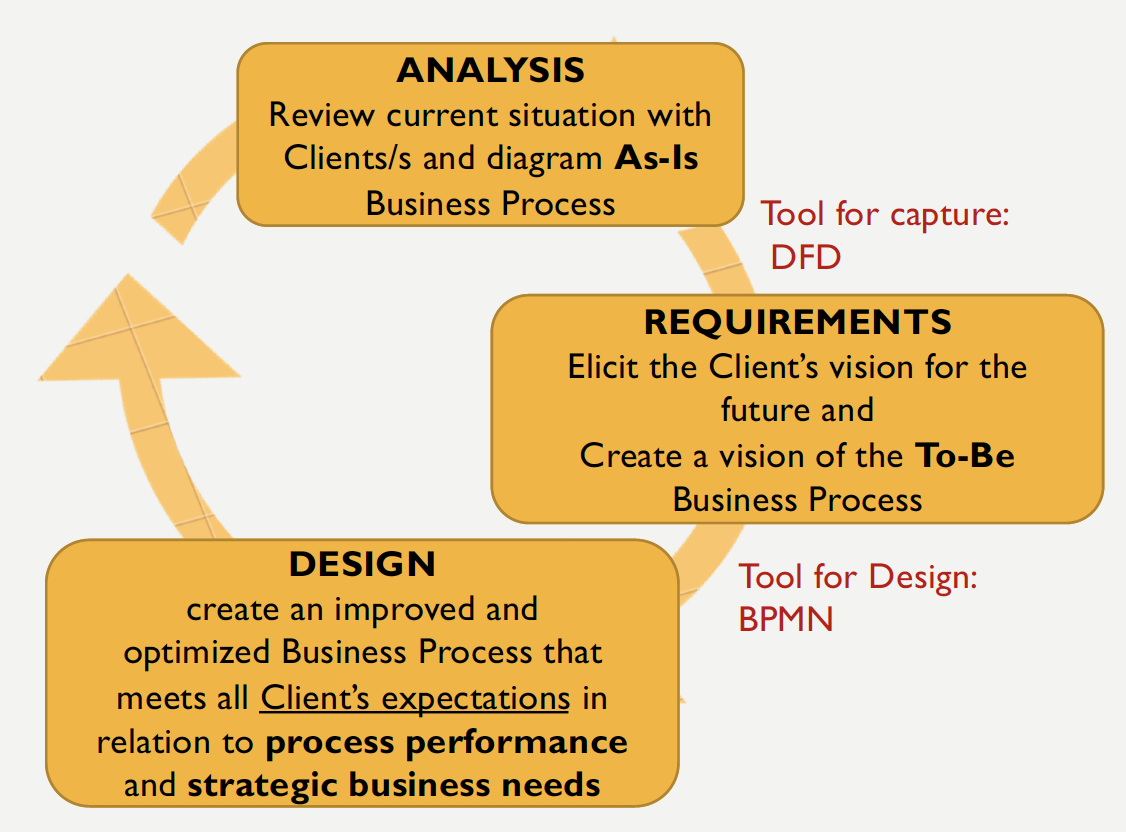 ANALYSIS
Review current situation with
Clients/s and diagram As-Is
Business Process
Tool for capture:
DFD
REQUIREMENTS
Elicit the Client’s vision for the
future and
Create a vision of the To-Be
Business Process
Tool for Design:
BPMN
DESIGN
create an improved and
optimized Business Process that
meets all Client’s expectations in
relation to process performance
and strategic business needs